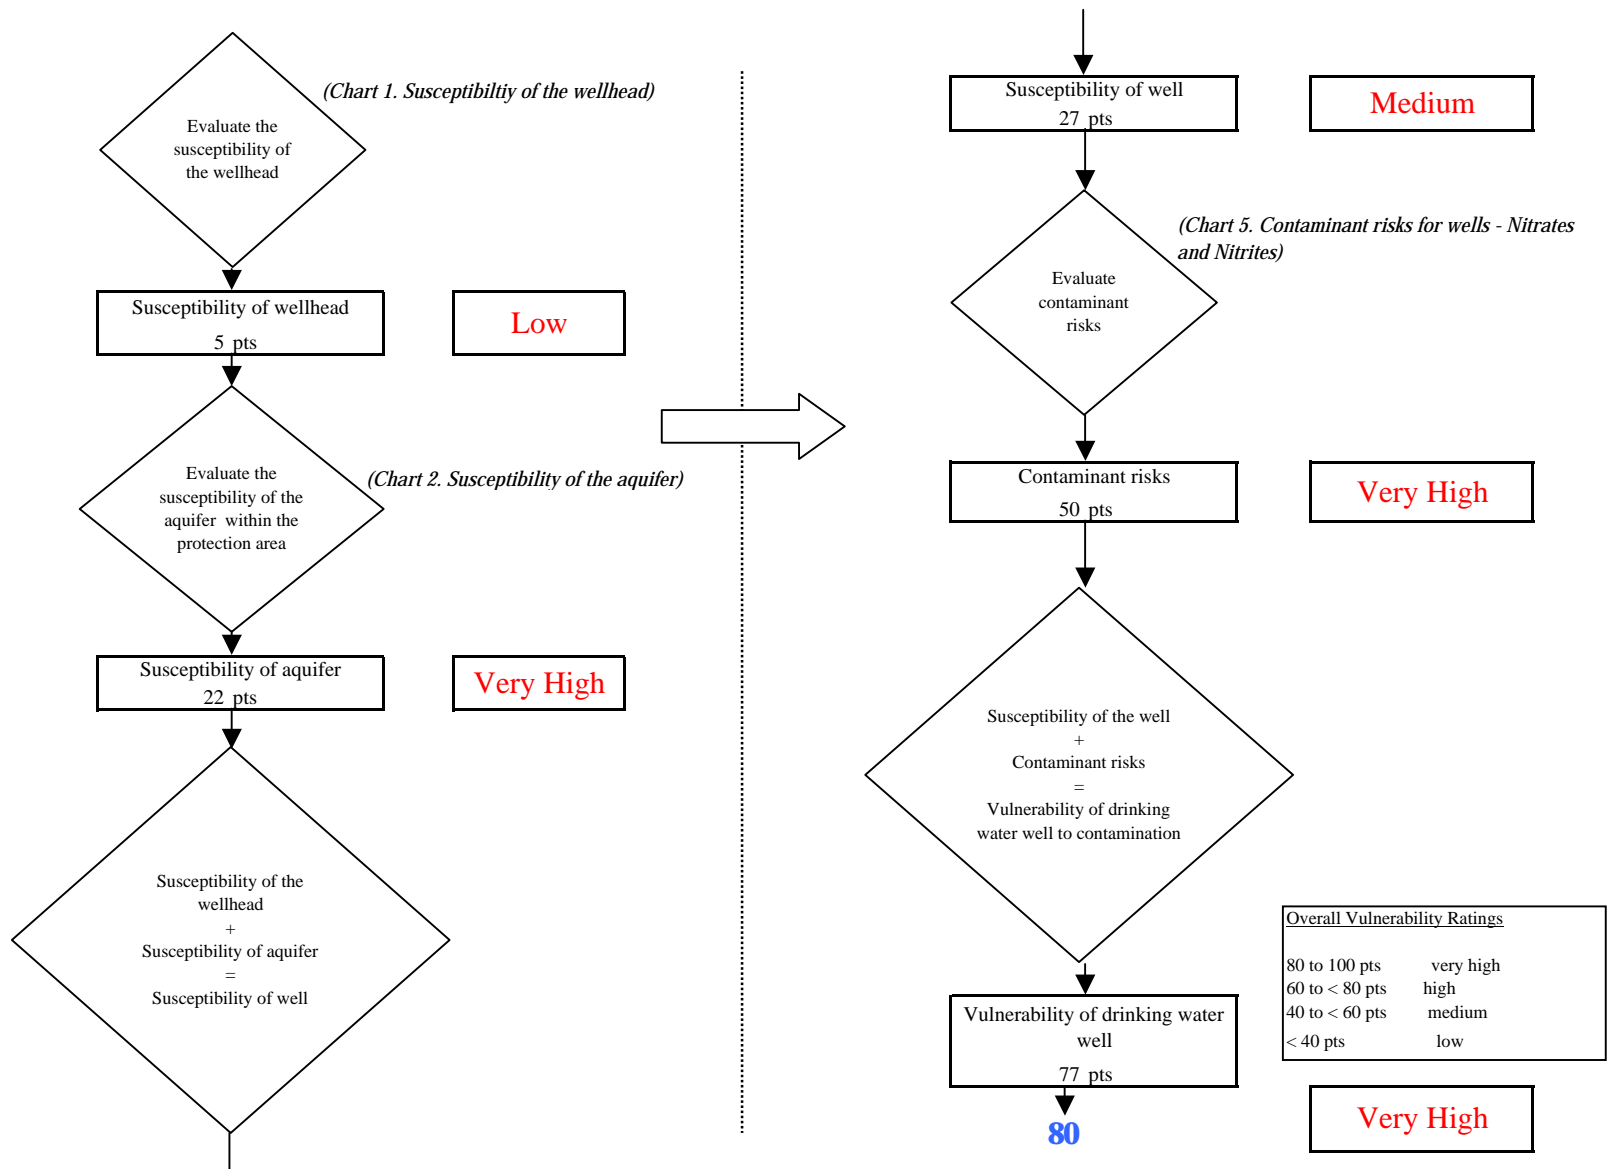 (Chart 1. Susceptibiltiy of the wellhead)
Evaluate the
susceptibility of
the wellhead
Susceptibility of wellhead
5 pts
Low
Evaluate the
susceptibility of the
aquifer within the
protection area
(Chart 2. Susceptibility of the aquifer)
Susceptibility of aquifer
22 pts
Very High
Susceptibility of the
wellhead
+
Susceptibility of aquifer
=
Susceptibility of well
Susceptibility of well
27 pts
Medium
(Chart 5. Contaminant risks for wells - Nitrates
and Nitrites)
Evaluate
contaminant
risks
Contaminant risks
50 pts
Very High
Susceptibility of the well
+
Contaminant risks
=
Vulnerability of drinking
water well to contamination
Overall Vulnerability Ratings
80 to 100 pts very high
60 to < 80 pts high
40 to < 60 pts medium
< 40 pts low
Vulnerability of drinking water
well
77 pts
80
Very High